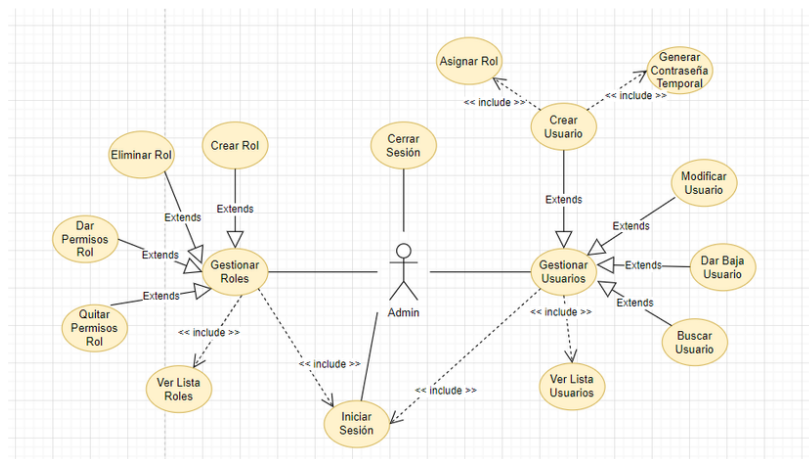 Asignar Rol
Generar
Contraseña
Temporal
<< include >>
<< include >>
Crear
Usuario
Cerrar
Sesión
Crear Rol
Eliminar Rol
Modificar
Usuario
Extends
Extends
Extends
Extends
Dar
Permisos
Rol
Extends
Gestionar
Roles
Admin
Gestionar
Usuarios
Extends
Dar Baja
Usuario
Extends
Quitar
Permisos
Rol
Extends
Buscar
Usuario
<< include >>
<< include >>
<< include >>
<< include >>
Ver Lista
Roles
Ver Lista
Usuarios
Iniciar
Sesión